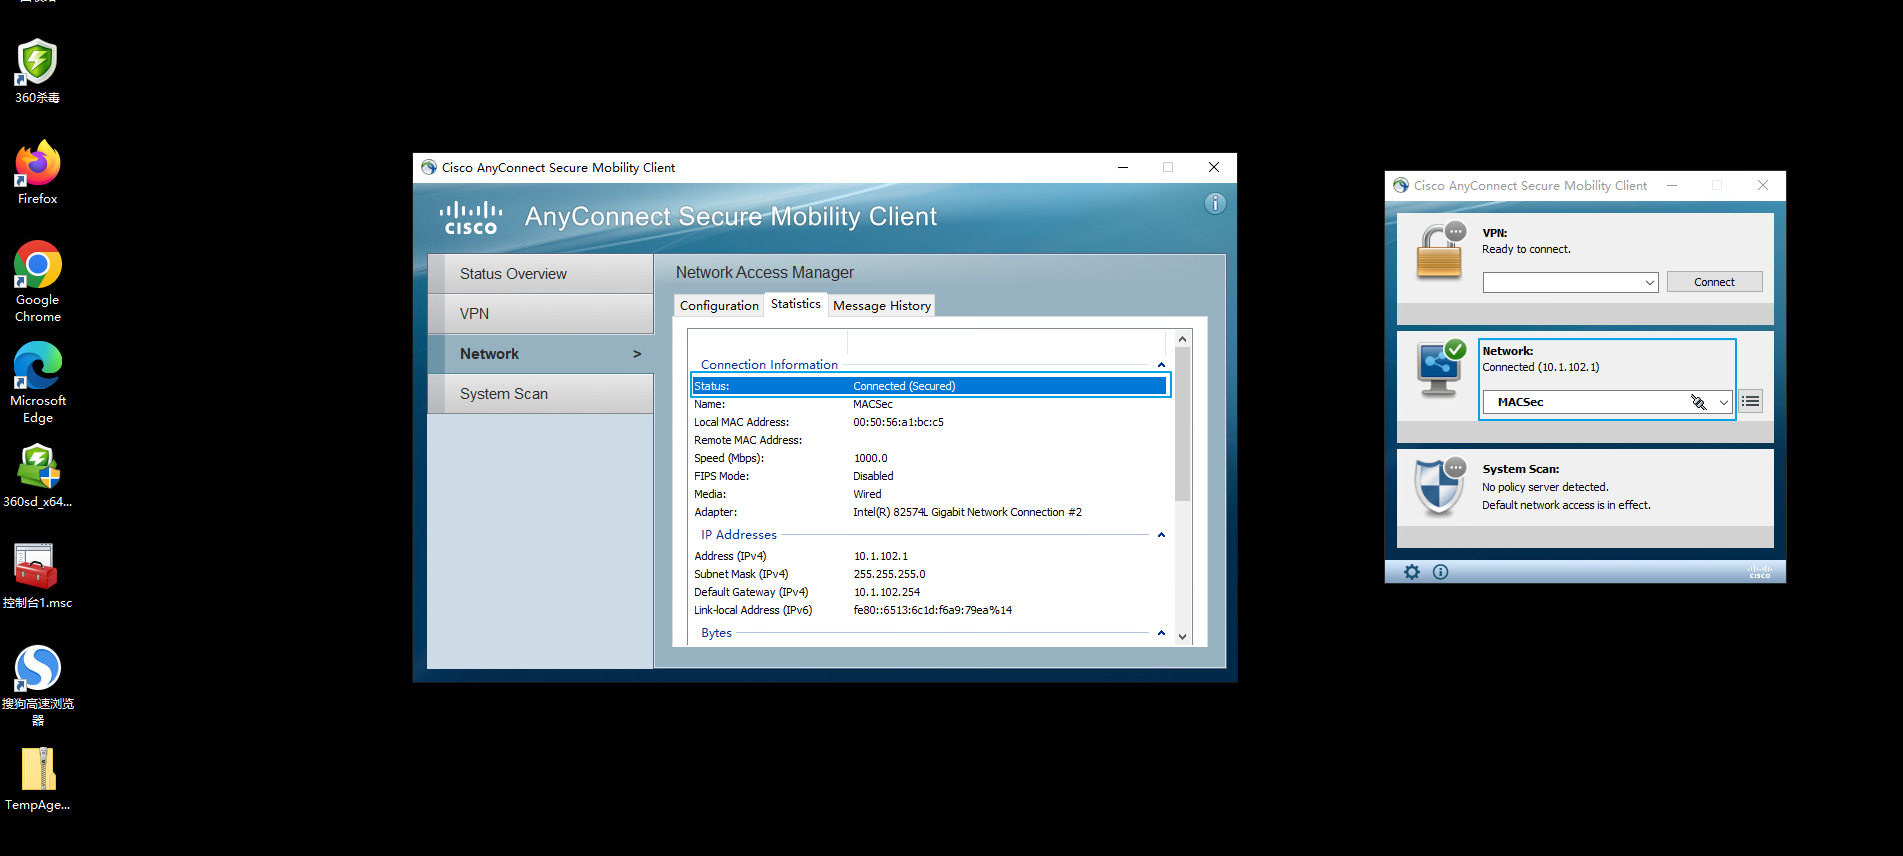 360杀毒
Firefox
Google
Chrome
Microsoft
Edge
360sd_x64...
控制台1.msc
搜狗高速浏览
器
TempAge...
Cisco AnyConnect Secure Mobility Client
cisco
AnyConnect Secure Mobility Client
Status Overview
VPN
Network >
System Scan
Network Access Manager
Configuration Statistics Message History
Connection Information
Status: Connected (Secured)
Name: MACSec
Local MAC Address: 00:50:56:a1:bc:c5
Remote MAC Address:
Speed (Mbps): 1000.0
FIPS Mode: Disabled
Media: Wired
Adapter: Intel(R) 82574L Gigabit Network Connection #2
IP Addresses
Address (IPv4) 10.1.102.1
Subnet Mask (IPv4) 255.255.255.0
Default Gateway (IPv4) 10.1.102.254
Link-local Address (IPv6) fe80::6513:6c1d:f6a9:79ea%14
Bytes
Cisco AnyConnect Secure Mobility Client
VPN:
Ready to connect.
Connect
Network:
Connected (10.1.102.1)
MACSec
System Scan:
No policy server detected.
Default network access is in effect.
cisco